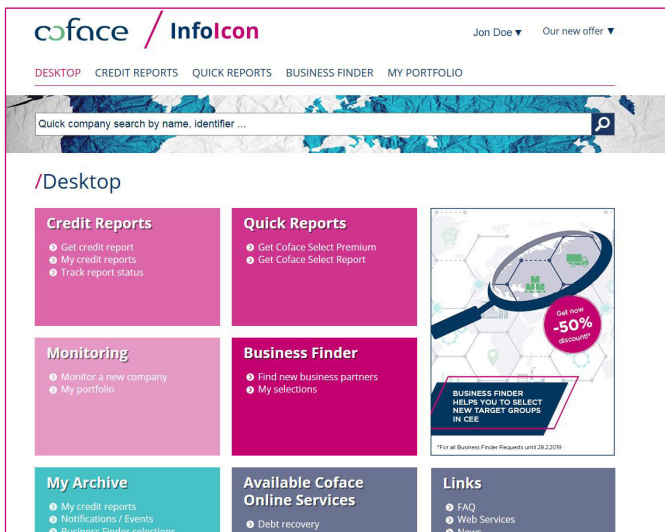 coface / InfoIcon
Jon Doe ▼ Our new offer ▼
DESKTOP CREDIT REPORTS QUICK REPORTS BUSINESS FINDER MY PORTFOLIO
Quick company search by name, identifier ...
/Desktop
Credit Reports
Get credit report
My credit reports
Track report status
Quick Reports
Get Coface Select Premium
Get Coface Select Report
Get now
-50%
discount!*
BUSINESS FINDER
HELPS YOU TO SELECT
NEW TARGET GROUPS
IN CEE
*For all Business Finder Requests until 28.2.2019
Monitoring
Monitor a new company
My portfolio
Business Finder
Find new business partners
My selections
My Archive
My credit reports
Notifications / Events
Business Finder selections
Available Coface
Online Services
Debt recovery
Links
FAQ
Web Services
News